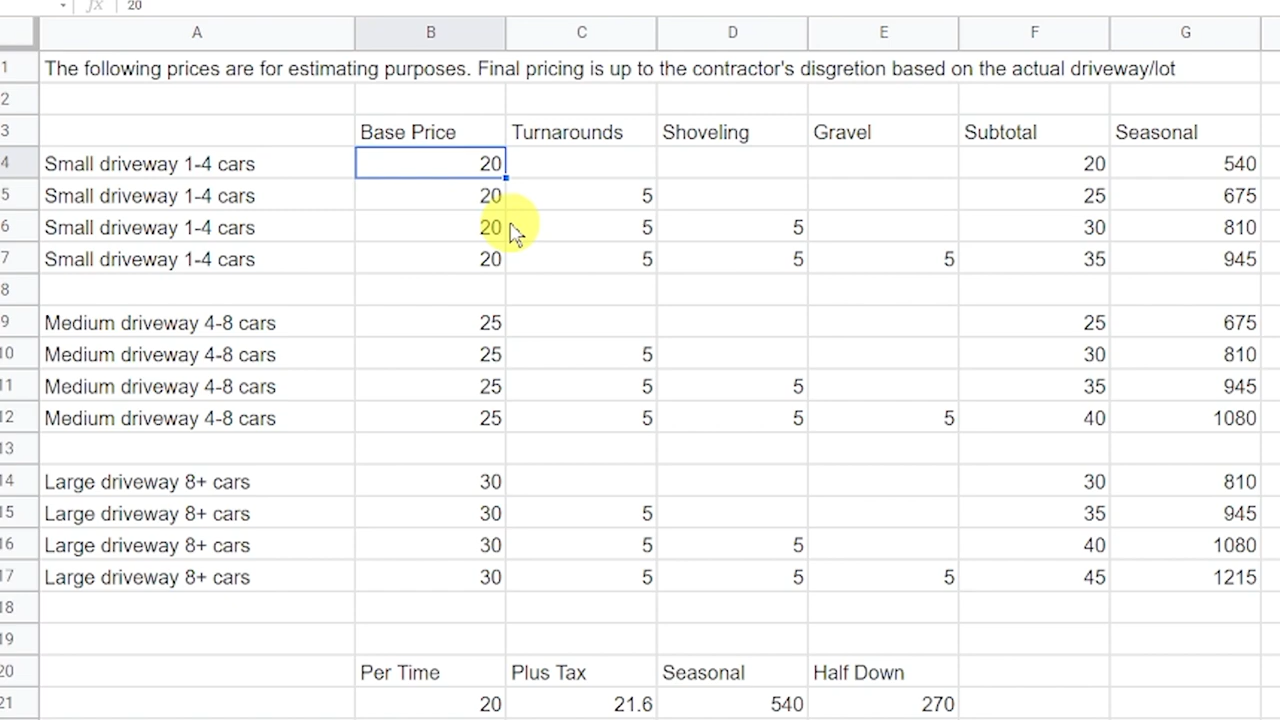 fx 20
A B C D E F G
1 The following prices are for estimating purposes. Final pricing is up to the contractor's disgretion based on the actual driveway/lot
2
3 Base Price Turnarounds Shoveling Gravel Subtotal Seasonal
4 Small driveway 1-4 cars 20 20 540
5 Small driveway 1-4 cars 20 5 25 675
6 Small driveway 1-4 cars 20 5 5 30 810
7 Small driveway 1-4 cars 20 5 5 5 35 945
8
9 Medium driveway 4-8 cars 25 25 675
10 Medium driveway 4-8 cars 25 5 30 810
11 Medium driveway 4-8 cars 25 5 5 35 945
12 Medium driveway 4-8 cars 25 5 5 5 40 1080
13
14 Large driveway 8+ cars 30 30 810
15 Large driveway 8+ cars 30 5 35 945
16 Large driveway 8+ cars 30 5 5 40 1080
17 Large driveway 8+ cars 30 5 5 5 45 1215
18
19
20 Per Time Plus Tax Seasonal Half Down
21 20 21.6 540 270